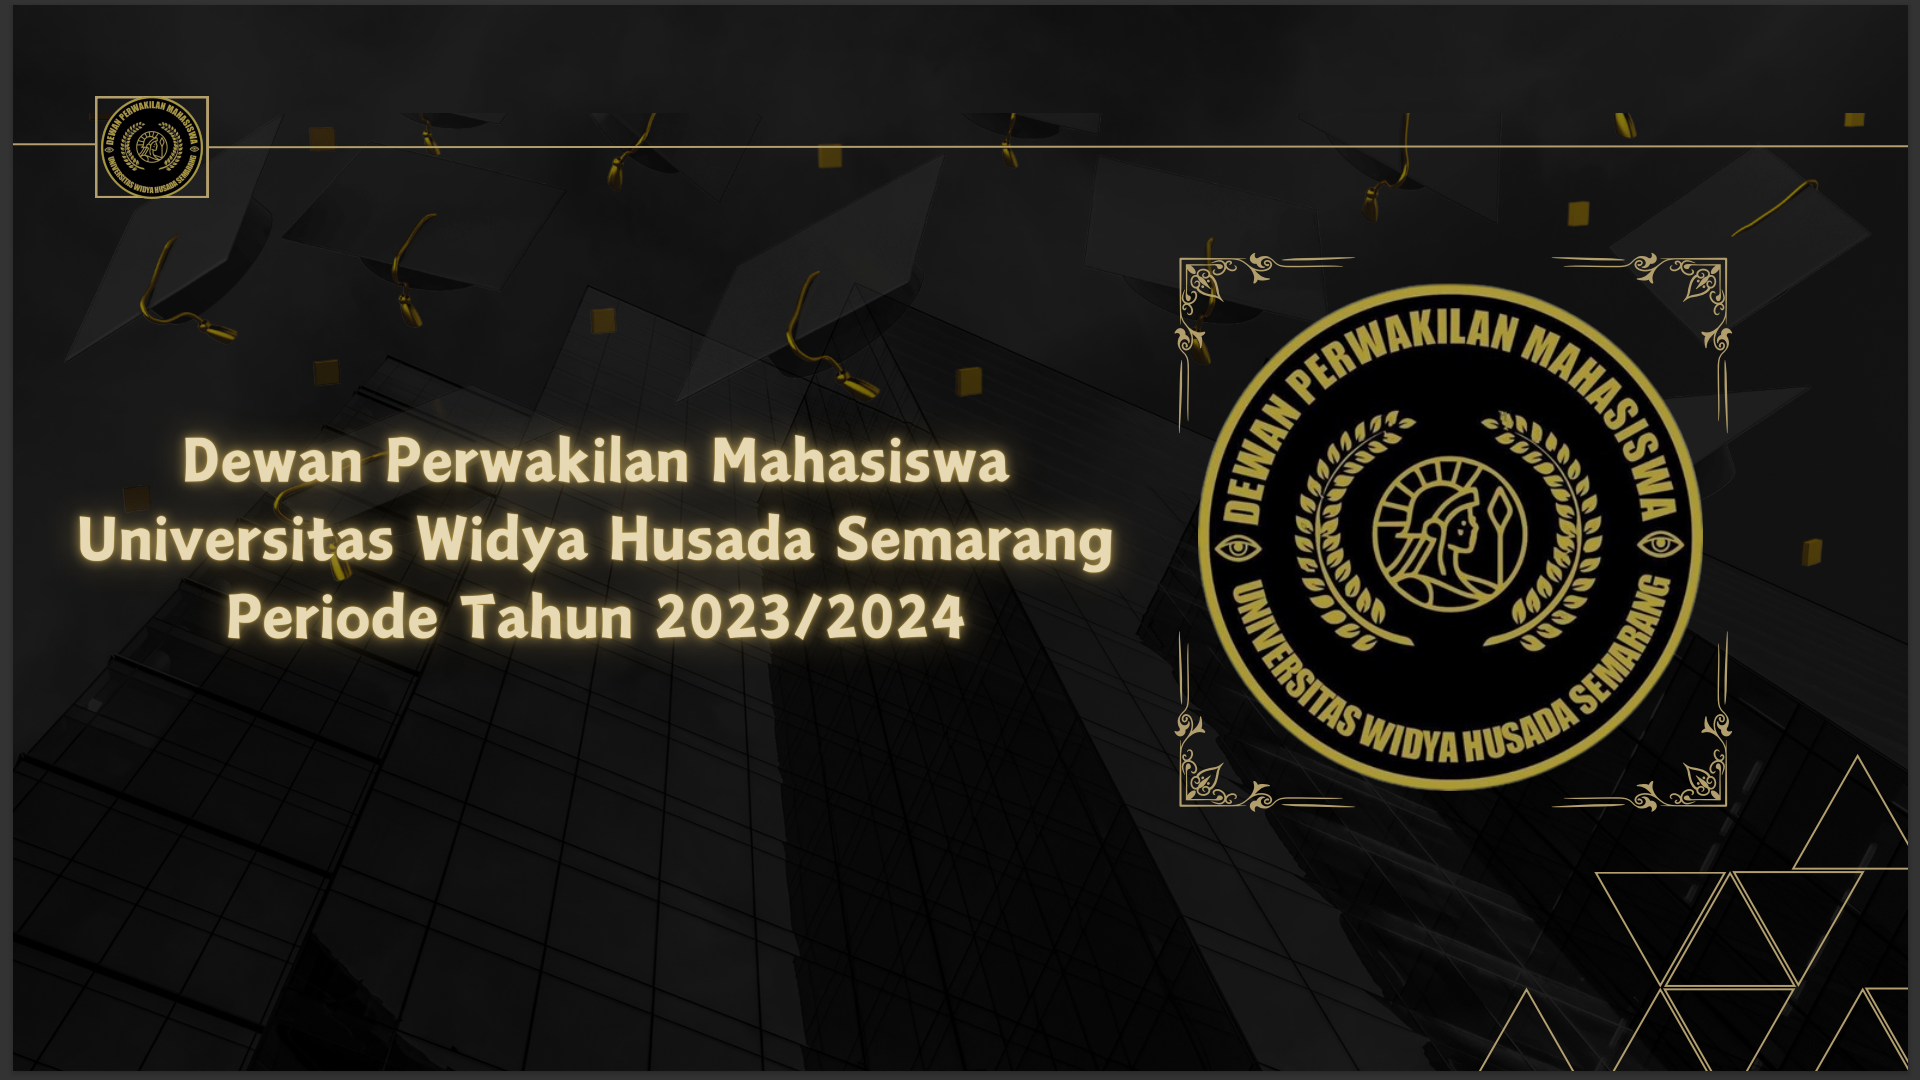 DEWAN PERWAKILAN MAHASISWA
UNIVERSITAS WIDYA HUSADA SEMARANG
Dewan Perwakilan Mahasiswa
Universitas Widya Husada Semarang
Periode Tahun 2023/2024
DEWAN PERWAKILAN MAHASISWA
UNIVERSITAS WIDYA HUSADA SEMARANG